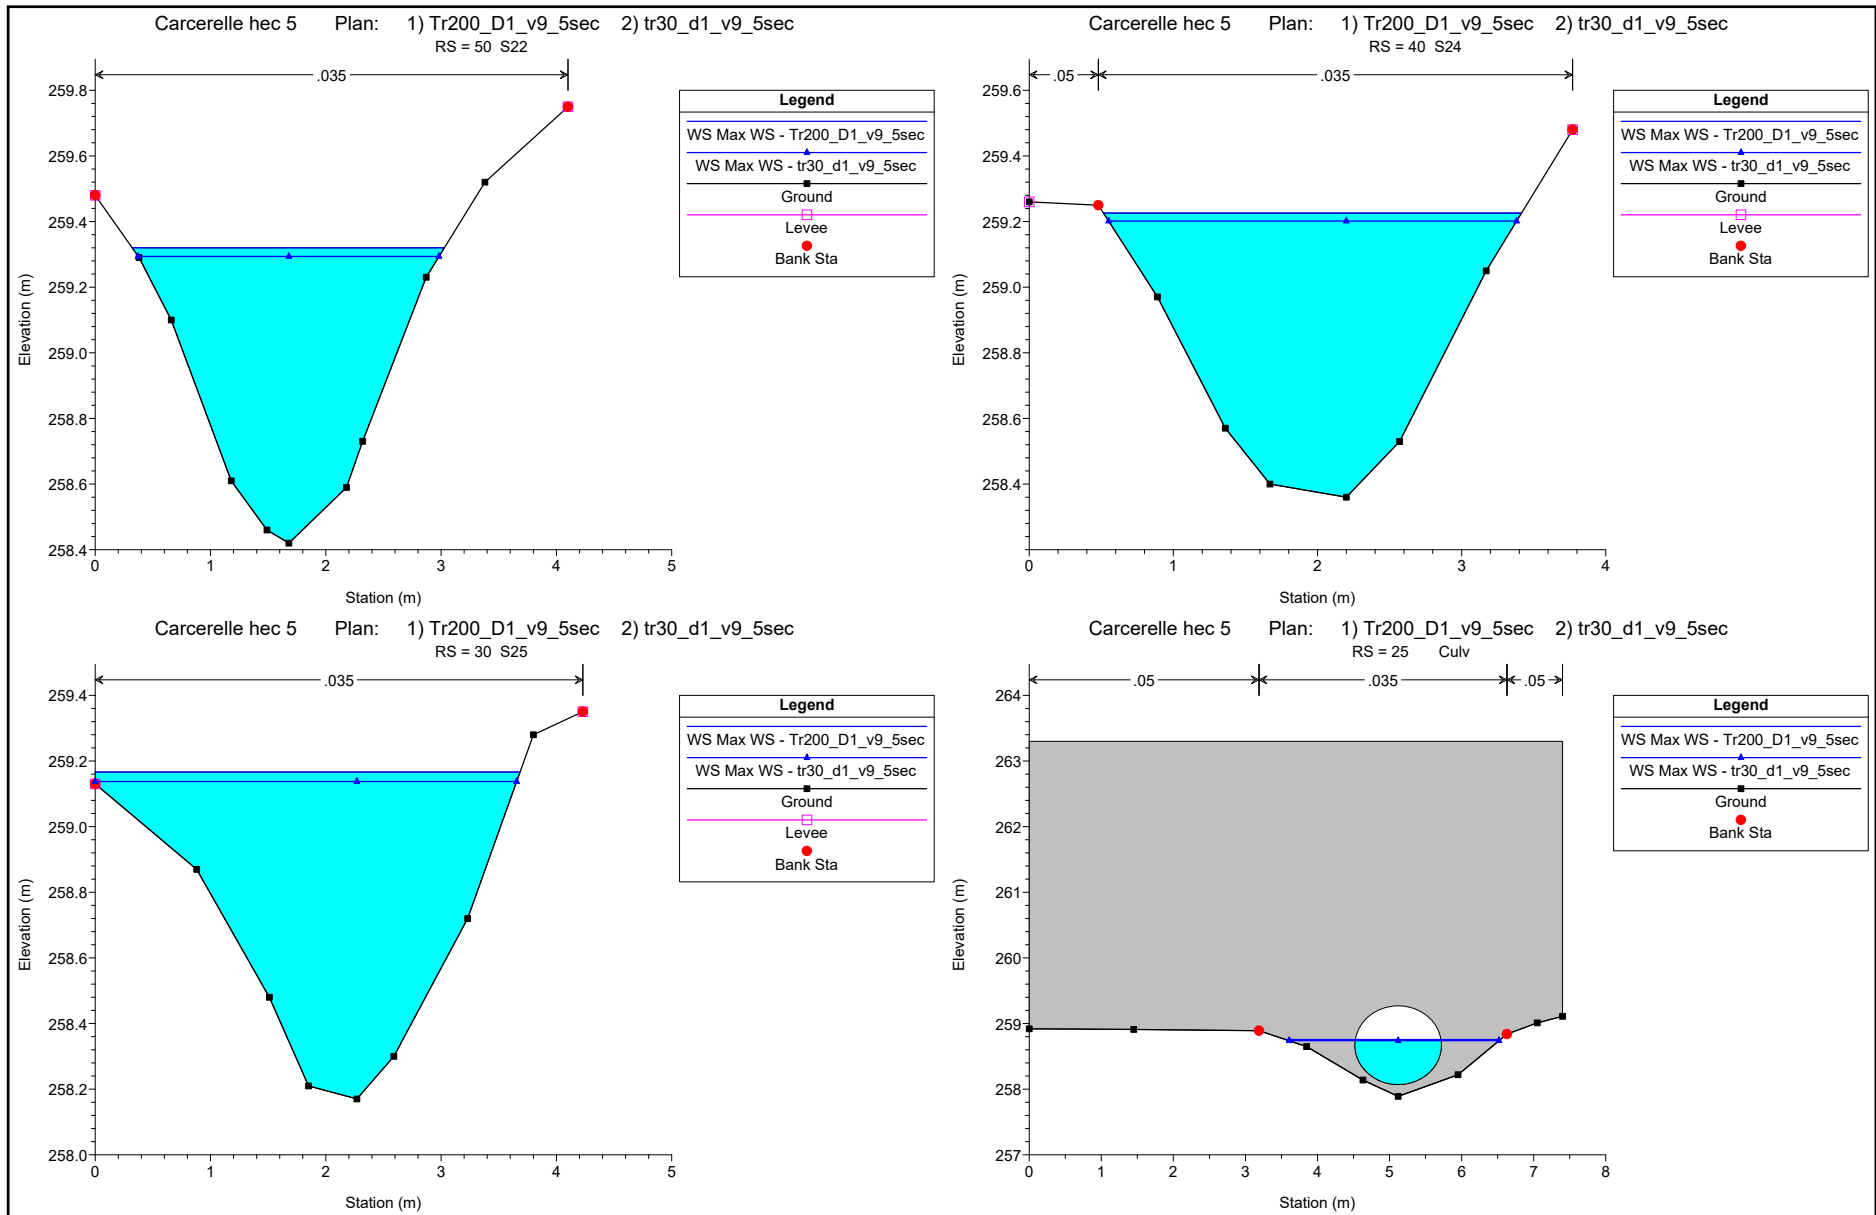 Carcerelle hec 5 Plan: 1) Tr200_D1_v9_5sec 2) tr30_d1_v9_5sec
RS = 50 S22
.035
259.8
259.6
259.4
259.2
259.0
258.8
258.6
258.4
Elevation (m)
0 1 2 3 4 5
Station (m)
Legend
WS Max WS - Tr200_D1_v9_5sec
WS Max WS - tr30_d1_v9_5sec
Ground
Levee
Bank Sta
Carcerelle hec 5 Plan: 1) Tr200_D1_v9_5sec 2) tr30_d1_v9_5sec
RS = 40 S24
.05 .035
259.6
259.4
259.2
259.0
258.8
258.6
258.4
Elevation (m)
0 1 2 3 4
Station (m)
Legend
WS Max WS - Tr200_D1_v9_5sec
WS Max WS - tr30_d1_v9_5sec
Ground
Levee
Bank Sta
Carcerelle hec 5 Plan: 1) Tr200_D1_v9_5sec 2) tr30_d1_v9_5sec
RS = 30 S25
.035
259.4
259.2
259.0
258.8
258.6
258.4
258.2
258.0
Elevation (m)
0 1 2 3 4 5
Station (m)
Legend
WS Max WS - Tr200_D1_v9_5sec
WS Max WS - tr30_d1_v9_5sec
Ground
Levee
Bank Sta
Carcerelle hec 5 Plan: 1) Tr200_D1_v9_5sec 2) tr30_d1_v9_5sec
RS = 25 Culv
.05 .035 .05
264
263
262
261
260
259
258
257
Elevation (m)
0 1 2 3 4 5 6 7 8
Station (m)
Legend
WS Max WS - Tr200_D1_v9_5sec
WS Max WS - tr30_d1_v9_5sec
Ground
Bank Sta